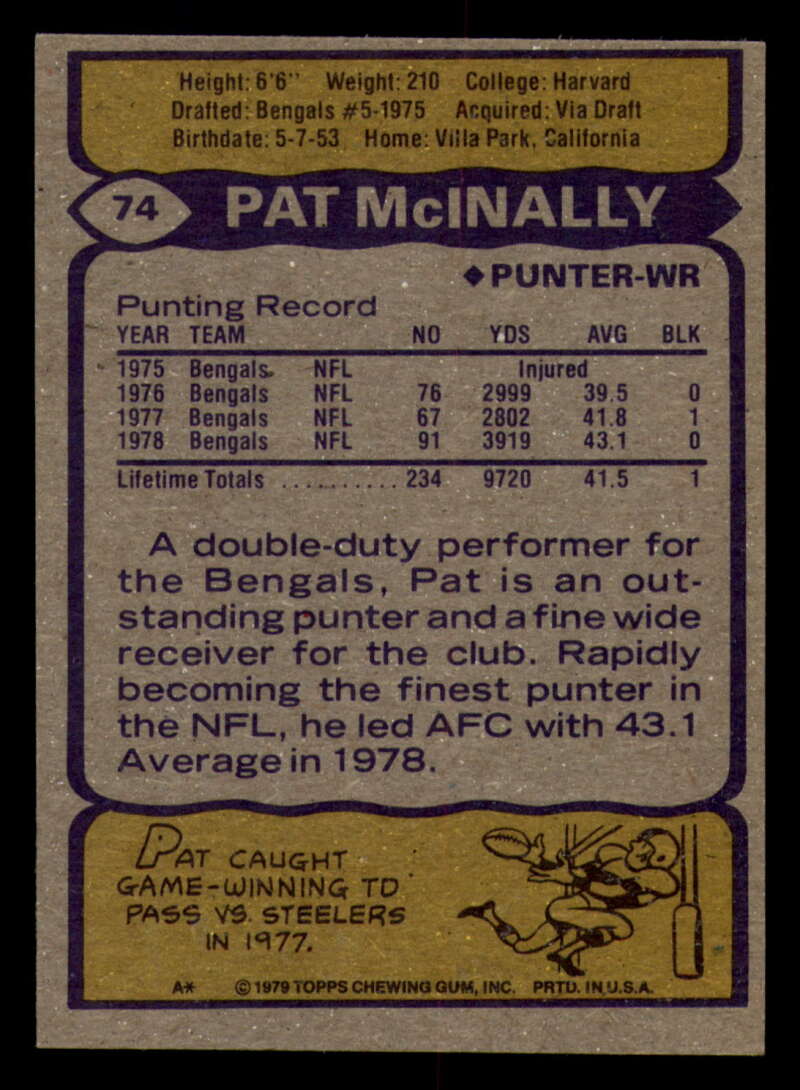 Height: 6'6" Weight: 210 College: Harvard
Drafted: Bengals #5-1975 Acquired: Via Draft
Birthdate: 5-7-53 Home: Villa Park, California
74 PAT McINALLY
♦ PUNTER-WR
Punting Record
YEAR TEAM NO YDS AVG BLK
1975 Bengals NFL Injured
1976 Bengals NFL 76 2999 39.5 0
1977 Bengals NFL 67 2802 41.8 1
1978 Bengals NFL 91 3919 43.1 0
Lifetime Totals .......... 234 9720 41.5 1
A double-duty performer for
the Bengals, Pat is an out-
standing punter and a fine wide
receiver for the club. Rapidly
becoming the finest punter in
the NFL, he led AFC with 43.1
Average in 1978.
PAT CAUGHT
GAME-WINNING TD
PASS VS. STEELERS
IN 1977.
A* © 1979 TOPPS CHEWING GUM, INC. PRTD. IN U.S.A.